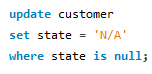 update customer
set state = 'N/A'
where state is null;